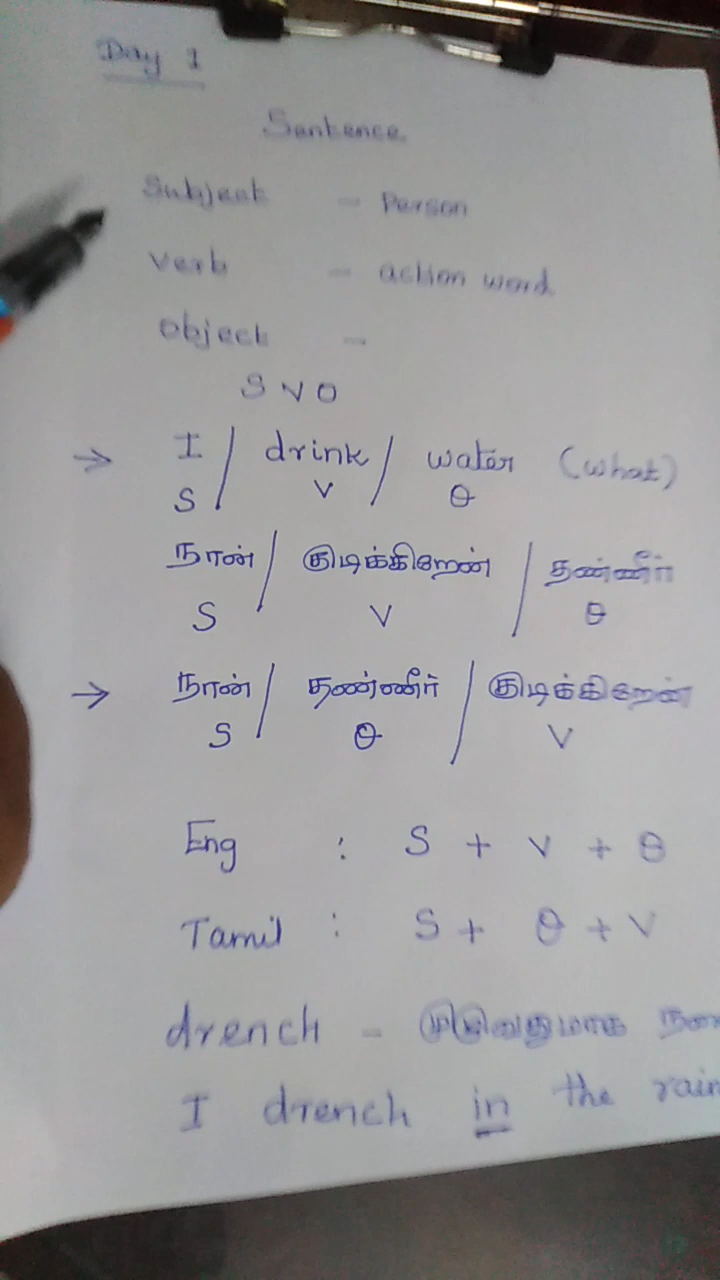 Day 1
Sentence
Subject - Person
Verb - action word
Object -
S V O
→ I / drink / water (what)
S V O
நான் / குடிக்கிறேன் / தண்ணீர்
S V O
→ நான் / தண்ணீர் / குடிக்கிறேன்
S O V
Eng : S + V + O
Tamil : S + O + V
drench - முழுவதுமாக
I drench in the rain